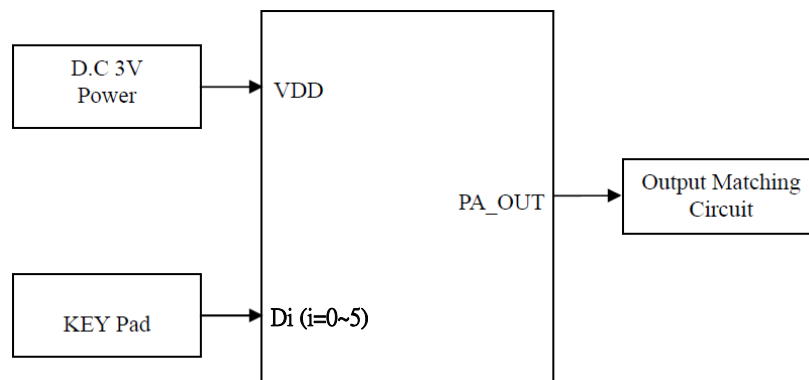 D.C 3V
Power
VDD
PA_OUT
Output Matching
Circuit
KEY Pad
Di (i=0~5)